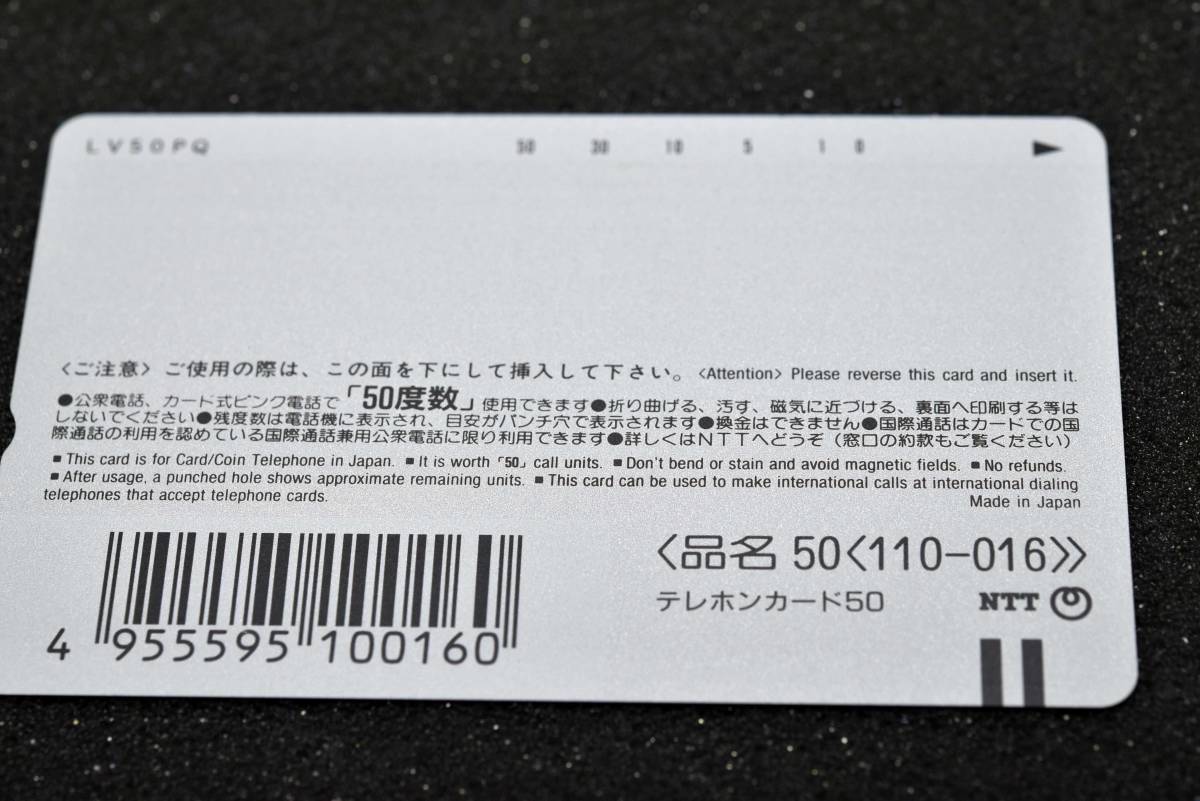 LV50PQ 50 30 10 5 1 0
〈ご注意〉ご使用の際は、この面を下にして挿入して下さい。〈Attention〉Please reverse this card and insert it.
●公衆電話、カード式ピンク電話で「50度数」使用できます●折り曲げる、汚す、磁気に近づける、裏面へ印刷する等は
しないでください●残度数は電話機に表示され、目安がパンチ穴で表示されます●換金はできません●国際通話はカードでの国
際通話の利用を認めている国際通話兼用公衆電話に限り利用できます●詳しくはNTTへどうぞ(窓口の約款もご覧ください)
■This card is for Card/Coin Telephone in Japan. ■It is worth「50」call units. ■Don't bend or stain and avoid magnetic fields. ■No refunds.
■After usage, a punched hole shows approximate remaining units. ■This card can be used to make international calls at international dialing
telephones that accept telephone cards. Made in Japan
〈品名 50〈110-016》
テレホンカード50 NTT
4 955595 100160